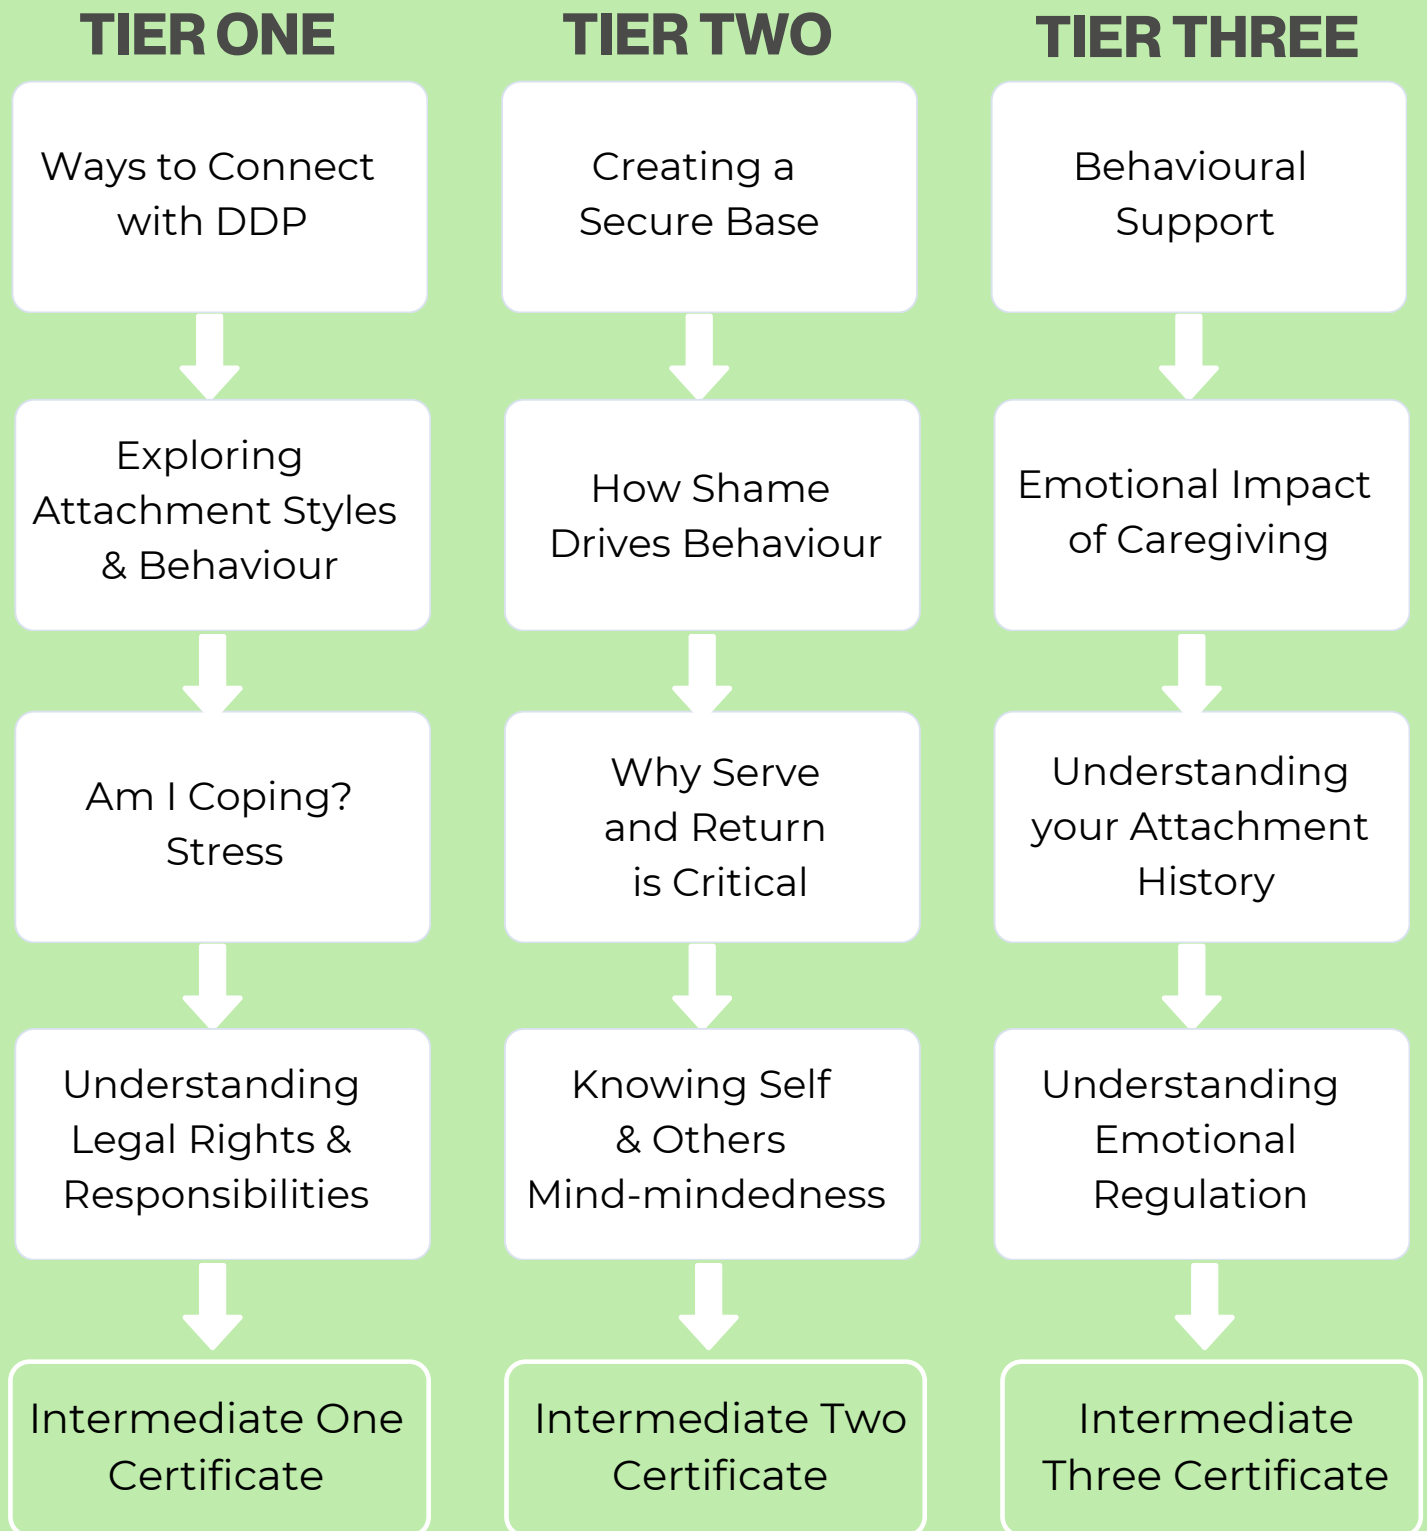 TIER ONE
Ways to Connect
with DDP
Exploring
Attachment Styles
& Behaviour
Am I Coping?
Stress
Understanding
Legal Rights &
Responsibilities
Intermediate One
Certificate
TIER TWO
Creating a
Secure Base
How Shame
Drives Behaviour
Why Serve
and Return
is Critical
Knowing Self
& Others
Mind-mindedness
Intermediate Two
Certificate
TIER THREE
Behavioural
Support
Emotional Impact
of Caregiving
Understanding
your Attachment
History
Understanding
Emotional
Regulation
Intermediate
Three Certificate